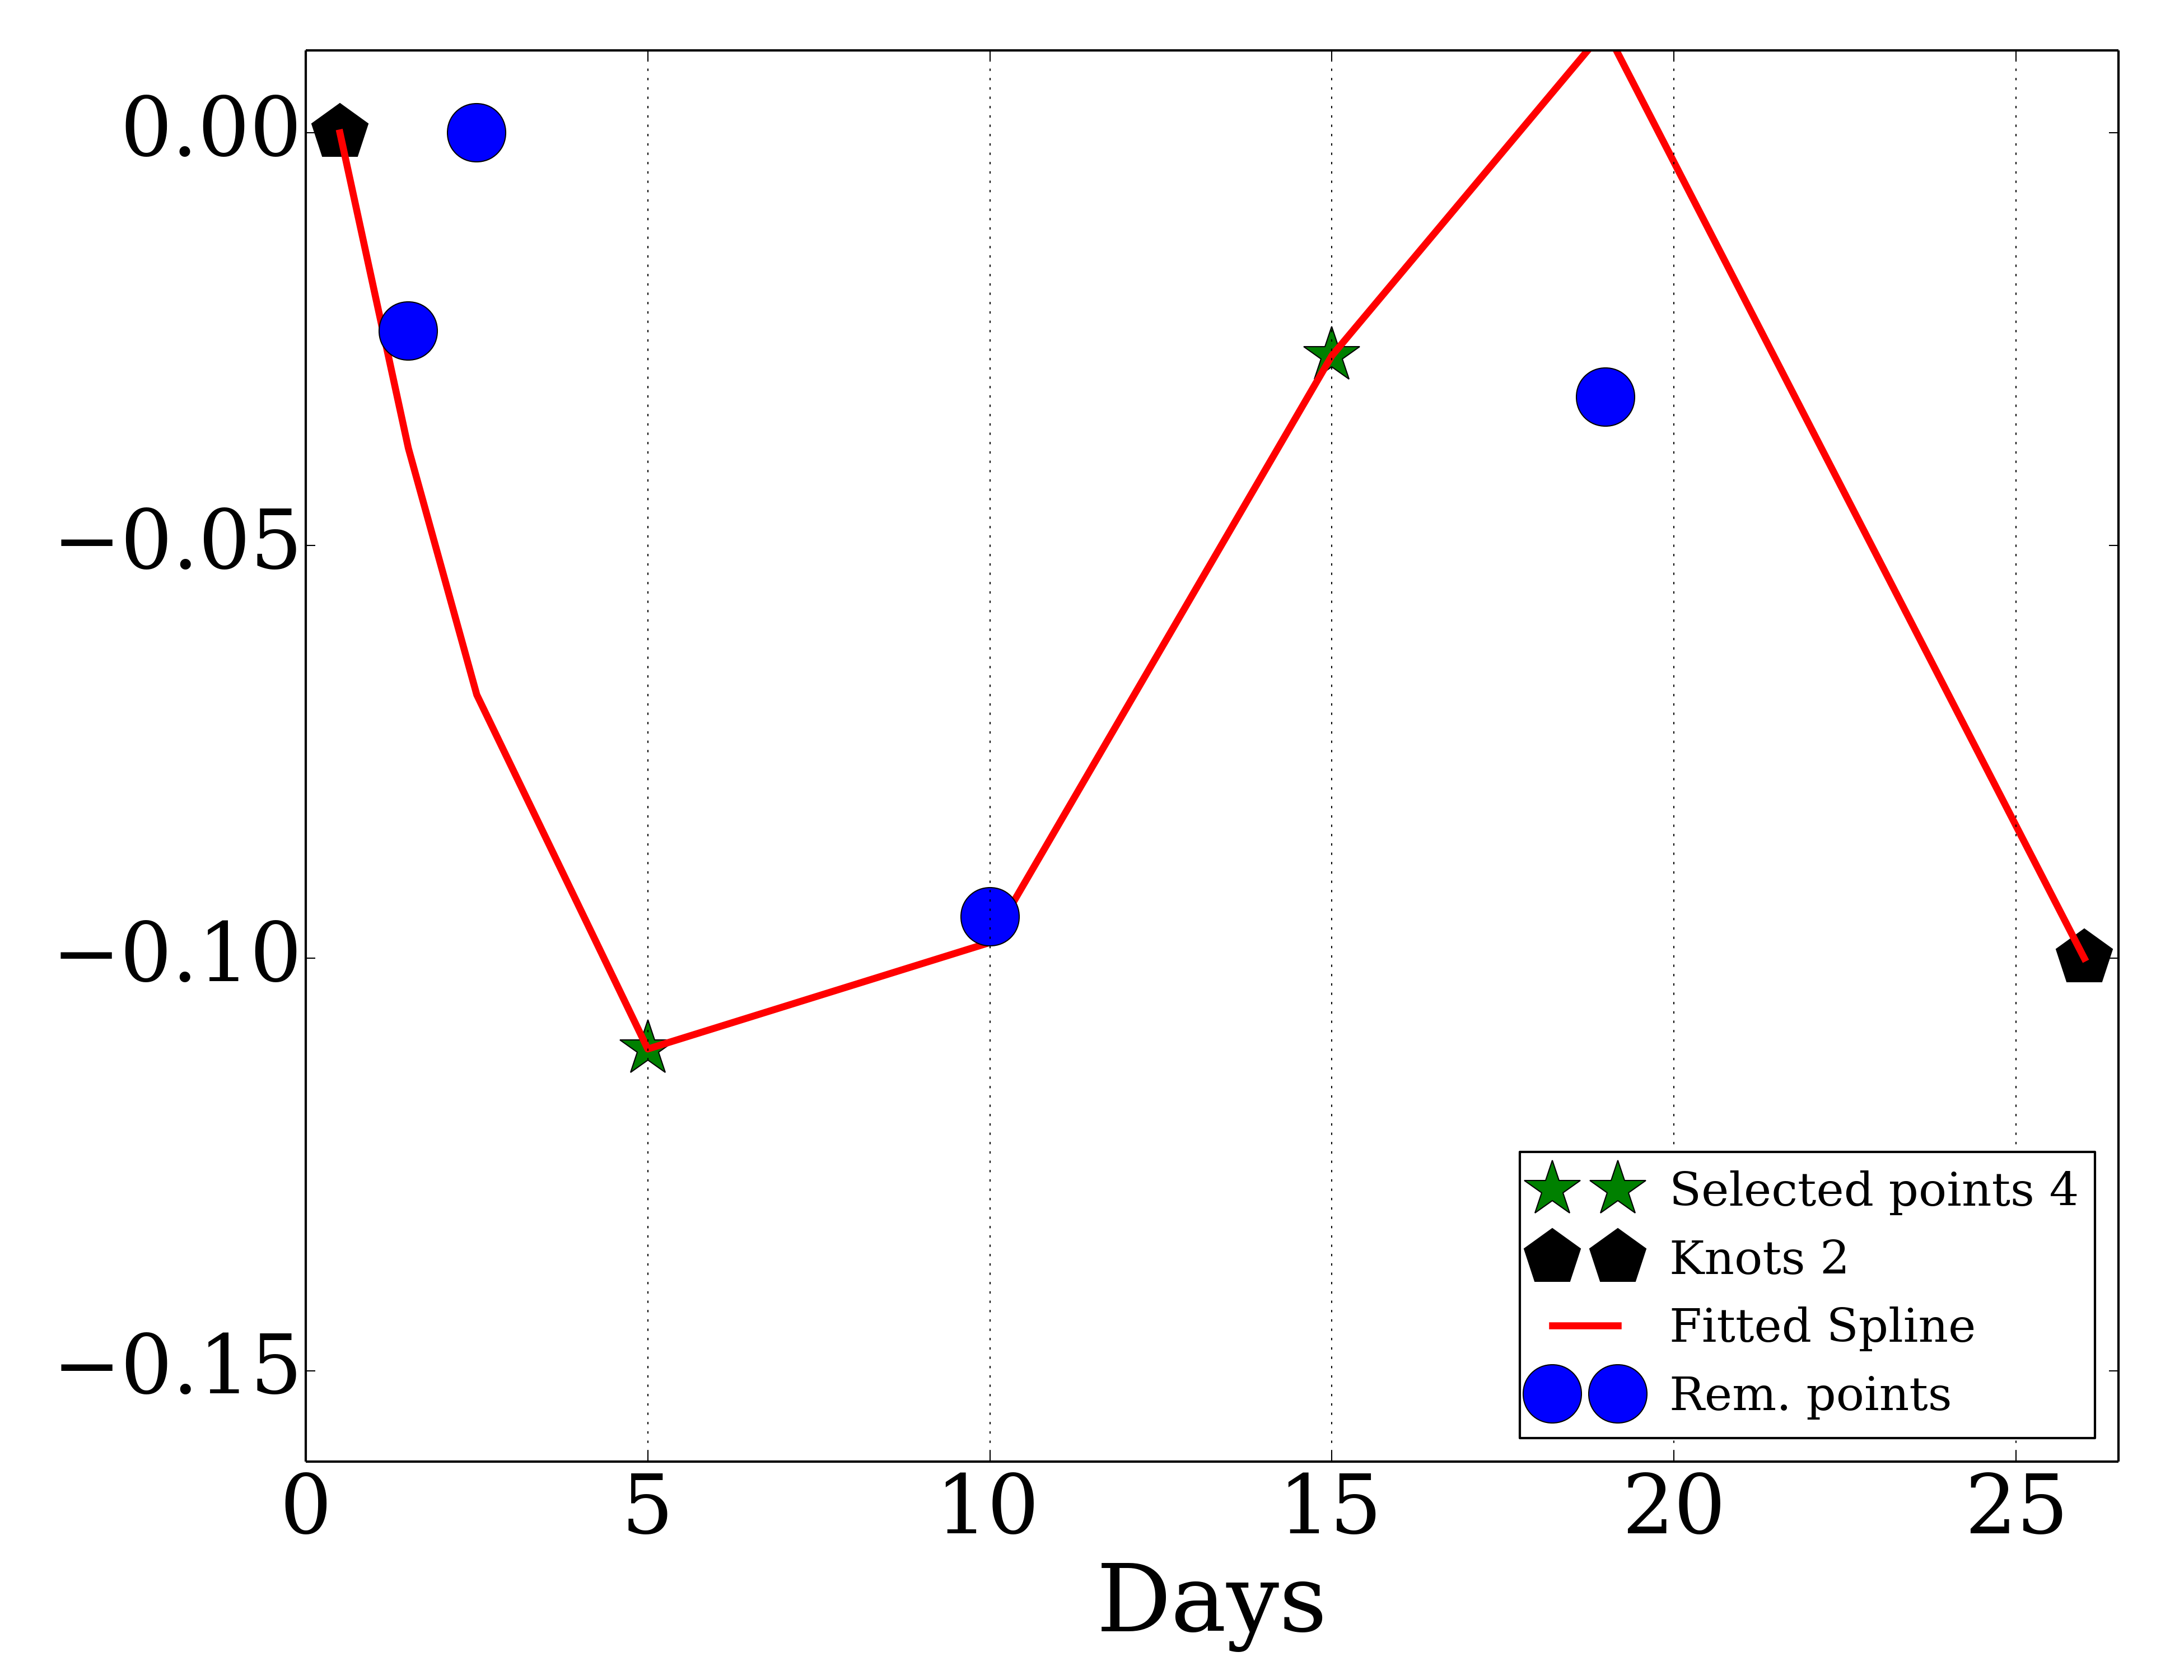 0.00
−0.05
−0.10
−0.15
0 5 10 15 20 25
Days
Selected points 4
Knots 2
Fitted Spline
Rem. points